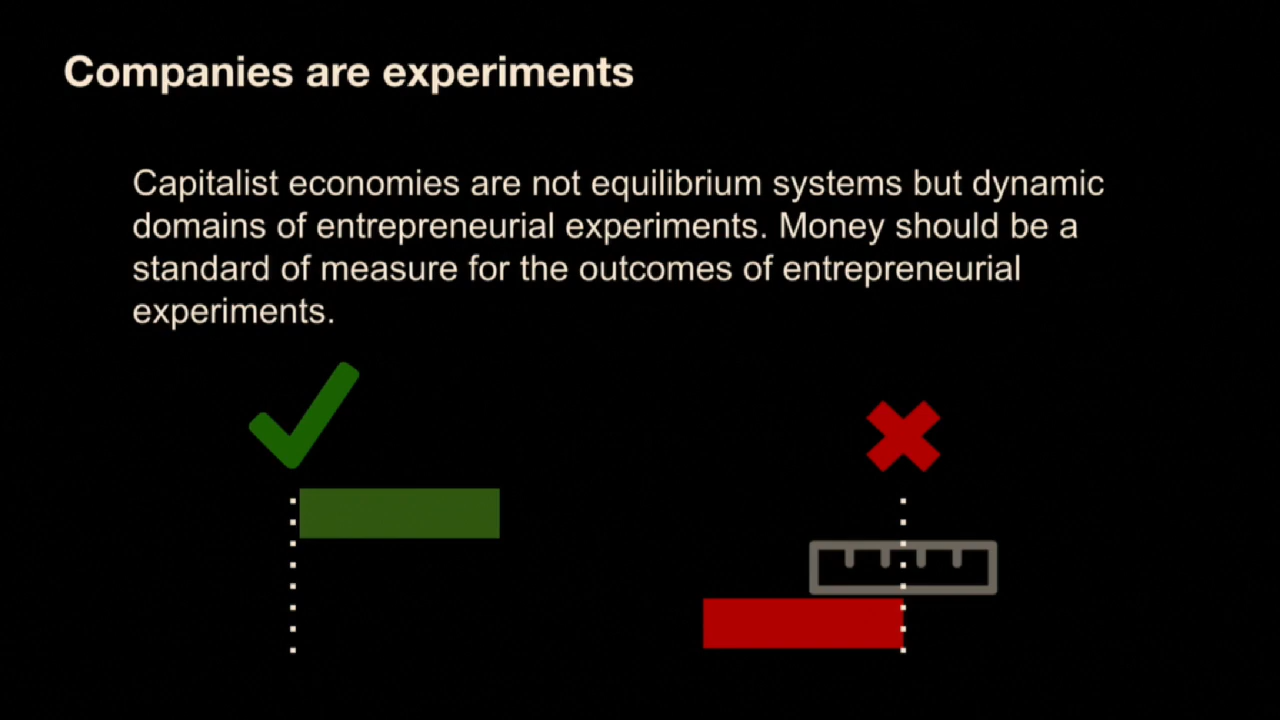 Companies are experiments
Capitalist economies are not equilibrium systems but dynamic
domains of entrepreneurial experiments. Money should be a
standard of measure for the outcomes of entrepreneurial
experiments.